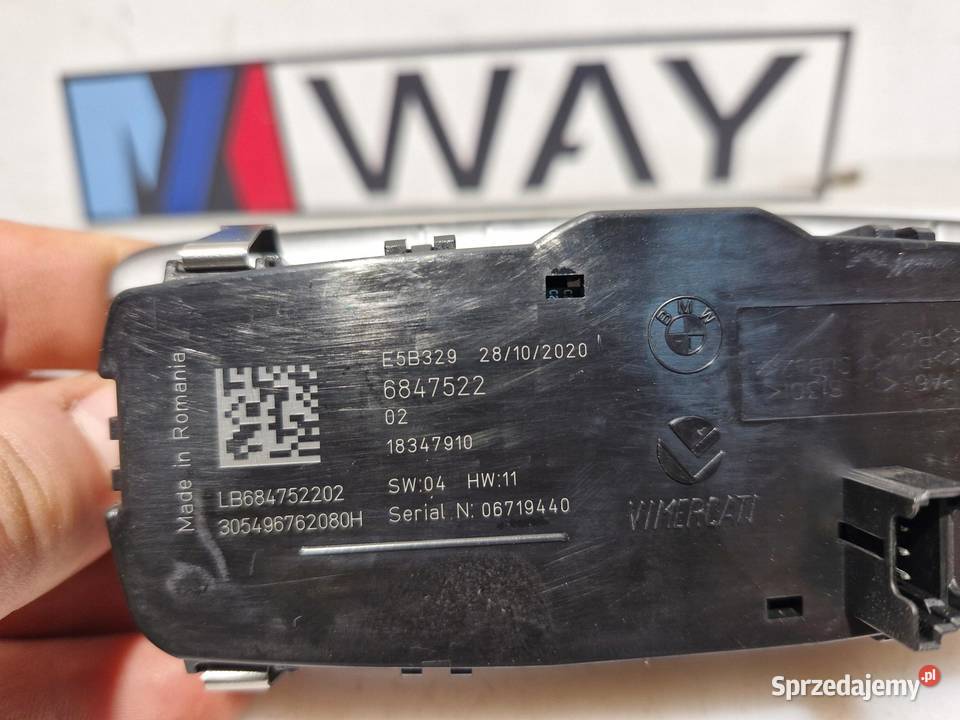 MWAY
BMW
E5B329 28/10/2020
6847522
02
18347910
SW:04 HW:11
Serial N: 06719440
Made in Romania
LB684752202
305496762080H
VIMERCATI
Sprzedajemy.pl